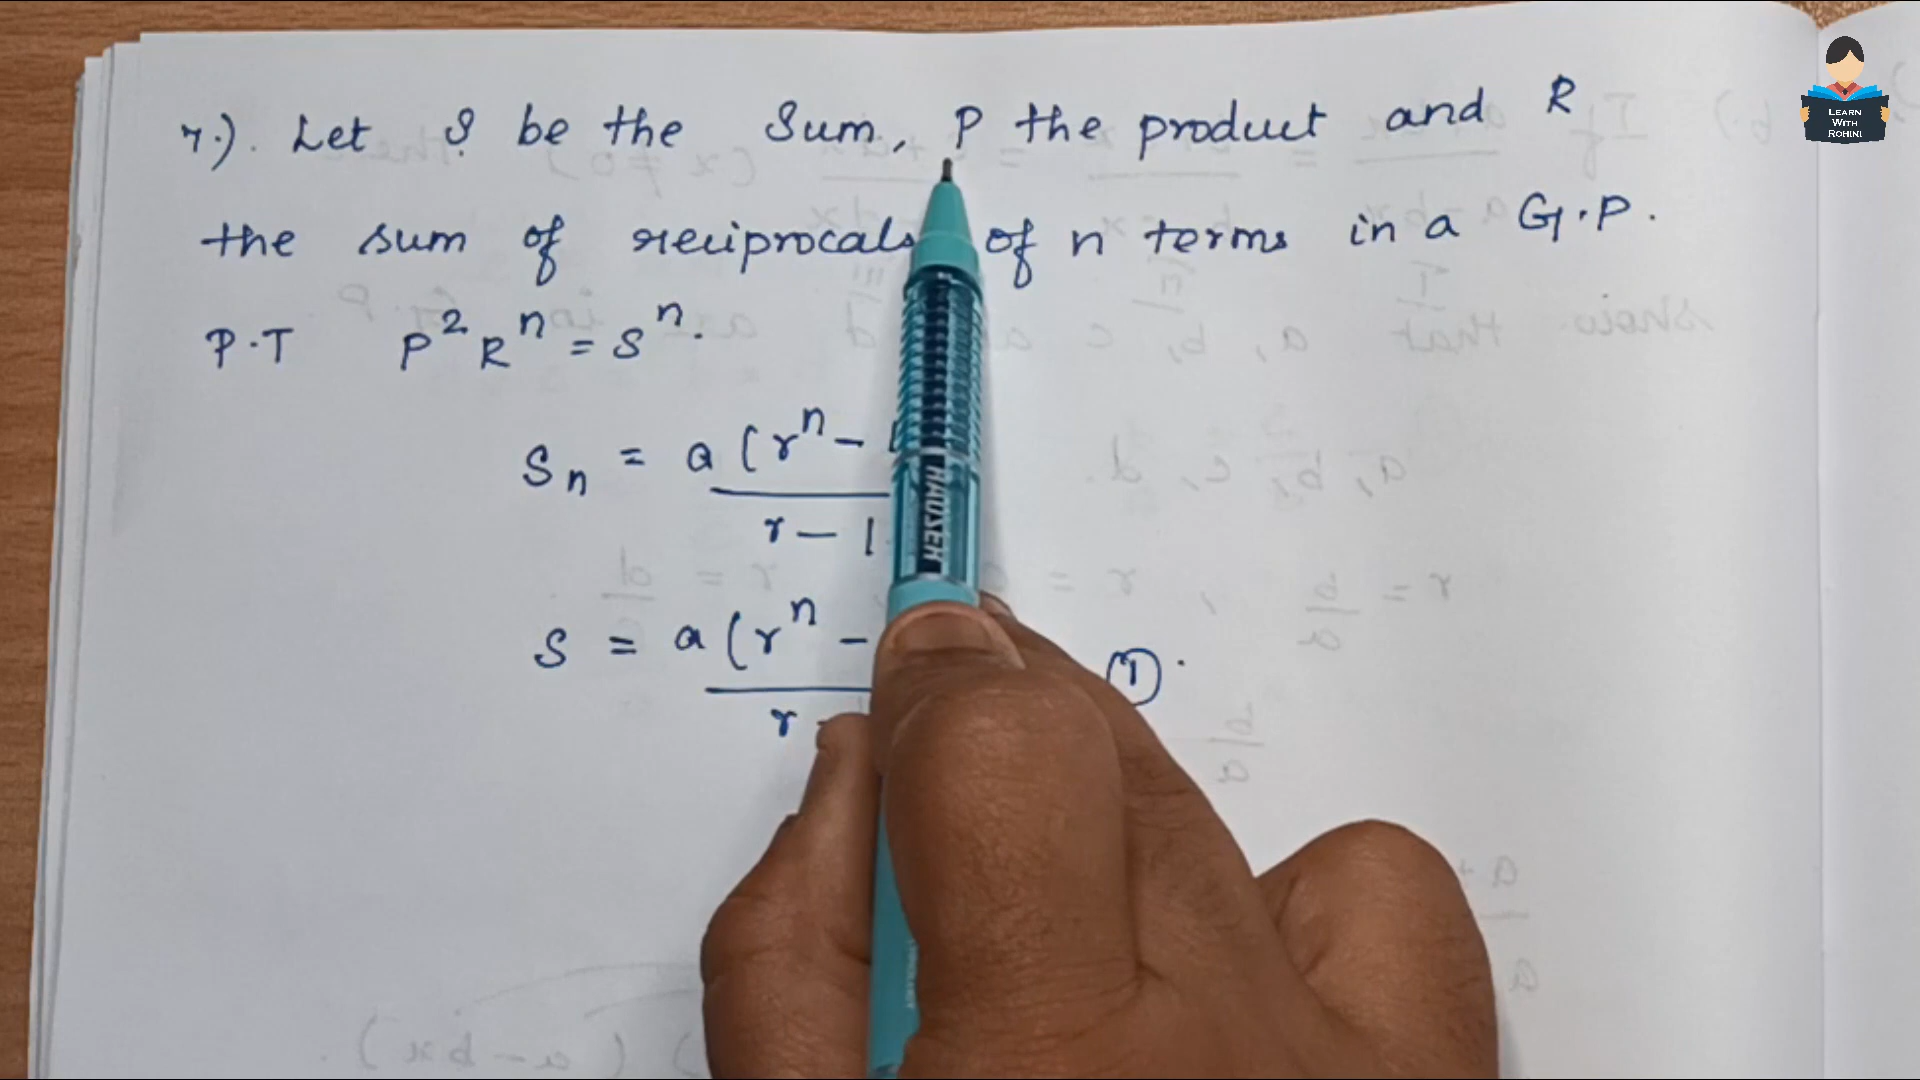 7.). Let S be the Sum, P the product and R
the sum of reciprocals of n terms in a G.P.
P.T P²Rⁿ = Sⁿ.
Sn = a(rⁿ -
r - 1
S = a(rⁿ -
r
①.
LEARN
WITH
ROHINI
HAUSER